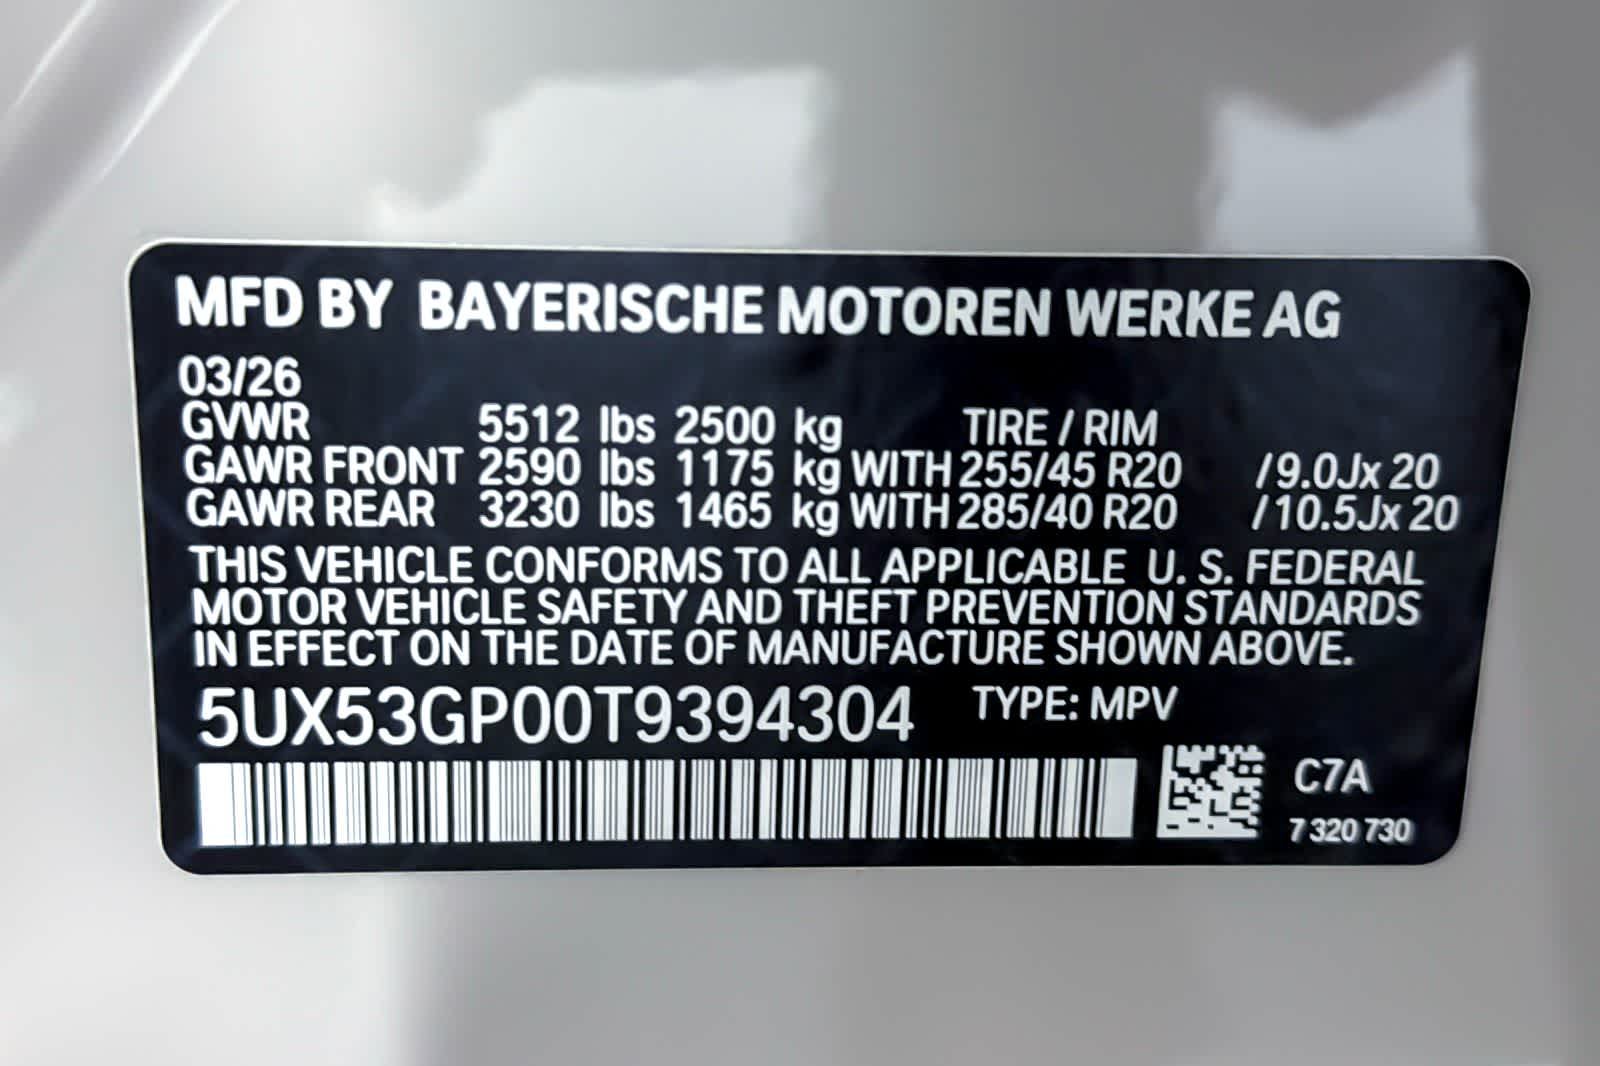 MFD BY BAYERISCHE MOTOREN WERKE AG
03/26
GVWR 5512 lbs 2500 kg TIRE / RIM
GAWR FRONT 2590 lbs 1175 kg WITH 255/45 R20 /9.0Jx 20
GAWR REAR 3230 lbs 1465 kg WITH 285/40 R20 /10.5Jx 20
THIS VEHICLE CONFORMS TO ALL APPLICABLE U. S. FEDERAL
MOTOR VEHICLE SAFETY AND THEFT PREVENTION STANDARDS
IN EFFECT ON THE DATE OF MANUFACTURE SHOWN ABOVE.
5UX53GP00T9394304 TYPE: MPV
C7A
7 320 730